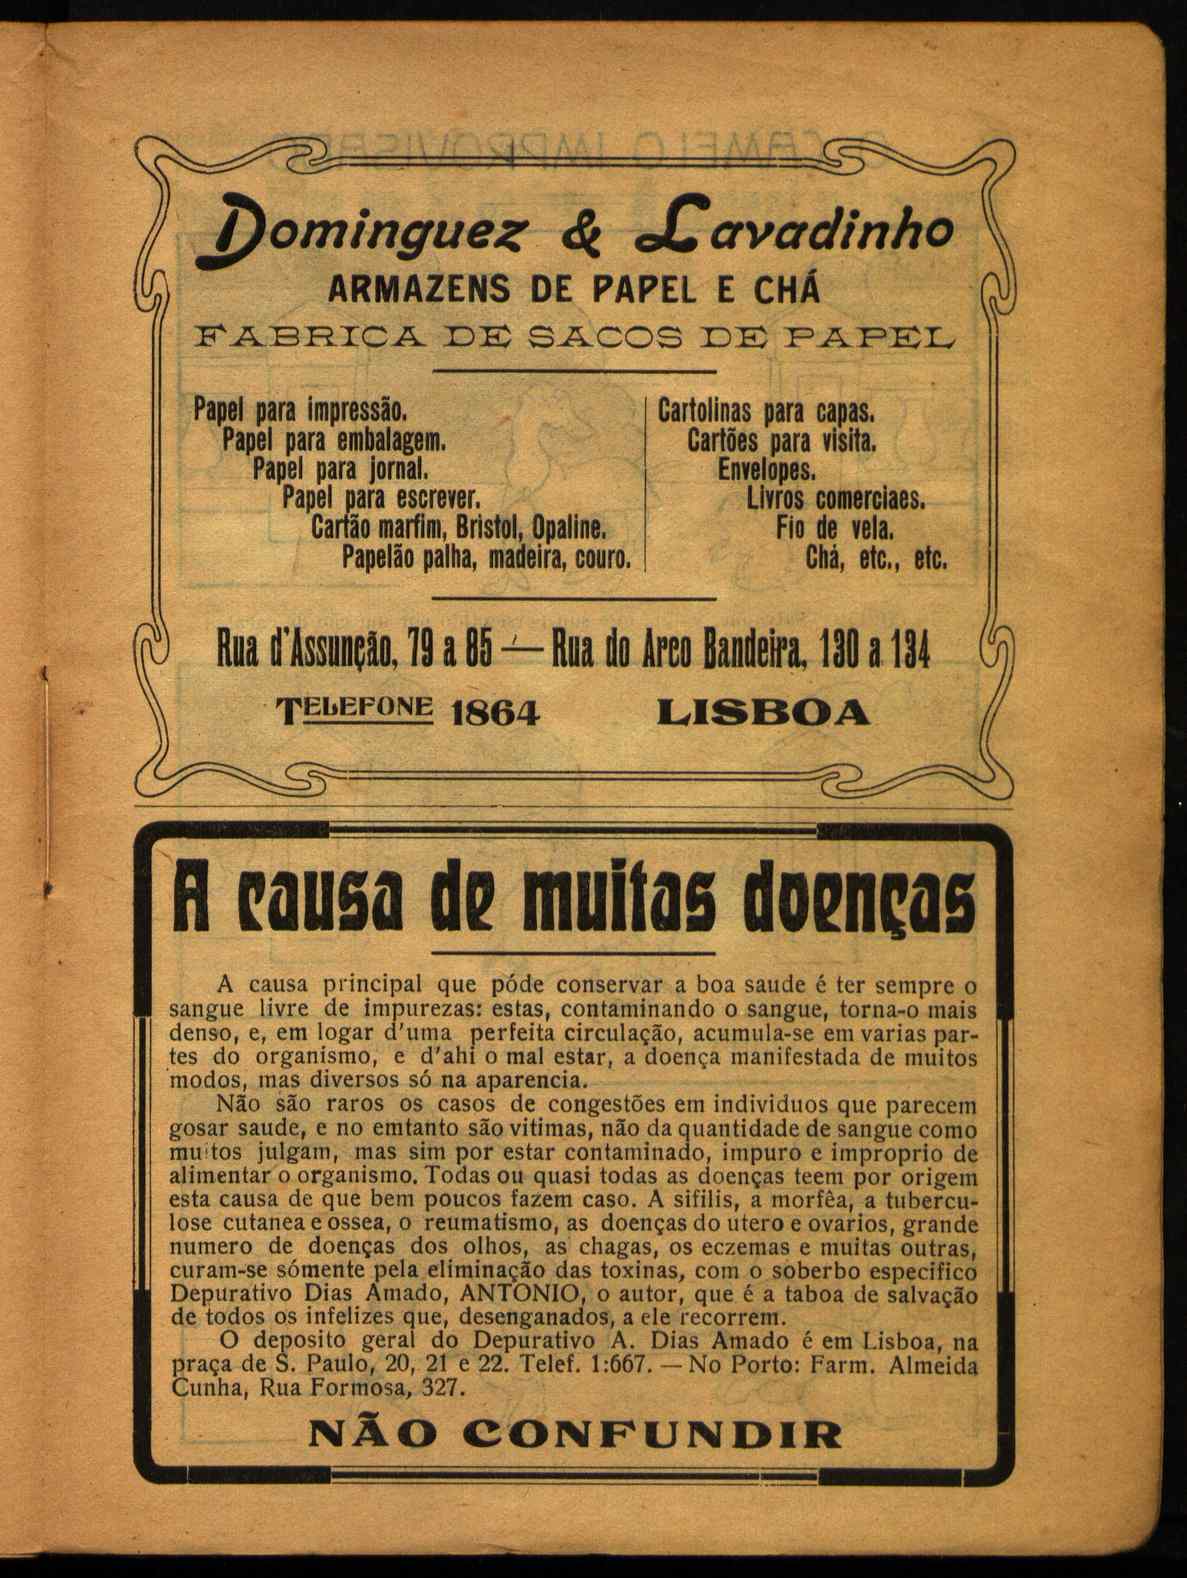 Dominguez & Lavadinho
ARMAZENS DE PAPEL E CHÁ
FABRICA DE SACOS DE PAPEL
Papel para impressão.
Papel para embalagem.
Papel para jornal.
Papel para escrever.
Cartão marfim, Bristol, Opaline.
Papelão palha, madeira, couro.
Cartolinas para capas.
Cartões para visita.
Envelopes.
Livros comerciaes.
Fio de vela.
Chá, etc., etc.
Rua d'Assunção, 79 a 85 — Rua do Arco Bandeira, 130 a 134
TELEFONE 1864 LISBOA
A causa de muitas doenças
A causa principal que póde conservar a boa saude é ter sempre o
sangue livre de impurezas: estas, contaminando o sangue, torna-o mais
denso, e, em logar d'uma perfeita circulação, acumula-se em varias par-
tes do organismo, e d'ahi o mal estar, a doença manifestada de muitos
modos, mas diversos só na aparencia.
Não são raros os casos de congestões em individuos que parecem
gosar saude, e no emtanto são vitimas, não da quantidade de sangue como
muitos julgam, mas sim por estar contaminado, impuro e improprio de
alimentar o organismo. Todas ou quasi todas as doenças teem por origem
esta causa de que bem poucos fazem caso. A sifilis, a morfêa, a tubercu-
lose cutanea e ossea, o reumatismo, as doenças do utero e ovarios, grande
numero de doenças dos olhos, as chagas, os eczemas e muitas outras,
curam-se sómente pela eliminação das toxinas, com o soberbo especifico
Depurativo Dias Amado, ANTONIO, o autor, que é a taboa de salvação
de todos os infelizes que, desenganados, a ele recorrem.
O deposito geral do Depurativo A. Dias Amado é em Lisboa, na
praça de S. Paulo, 20, 21 e 22. Telef. 1:667. — No Porto: Farm. Almeida
Cunha, Rua Formosa, 327.
NÃO CONFUNDIR